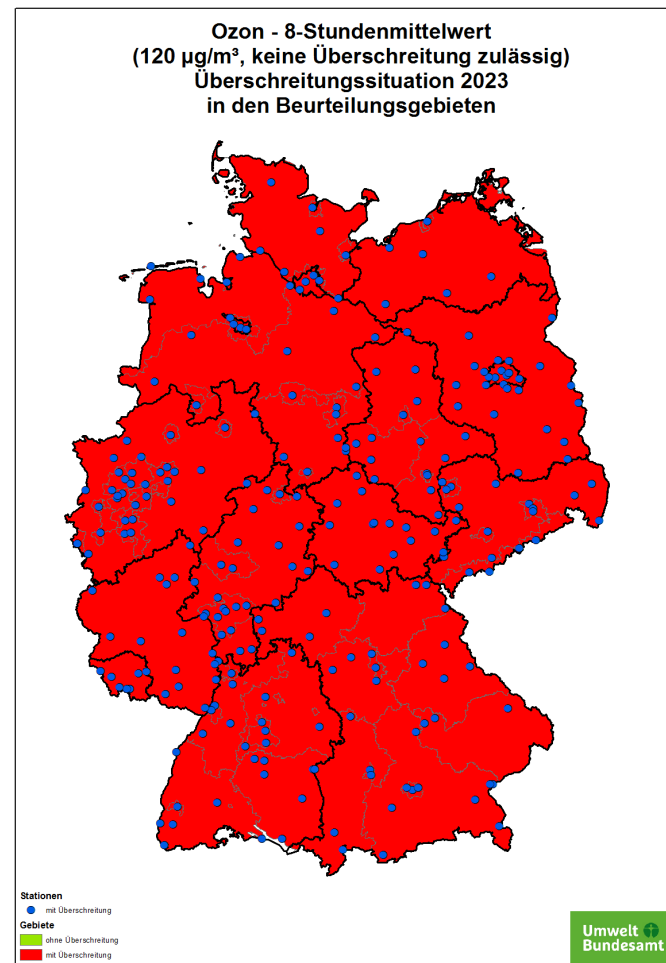 Ozon - 8-Stundenmittelwert
(120 µg/m³, keine Überschreitung zulässig)
Überschreitungssituation 2023
in den Beurteilungsgebieten
Stationen
mit Überschreitung
Gebiete
ohne Überschreitung
mit Überschreitung
Umwelt
Bundesamt